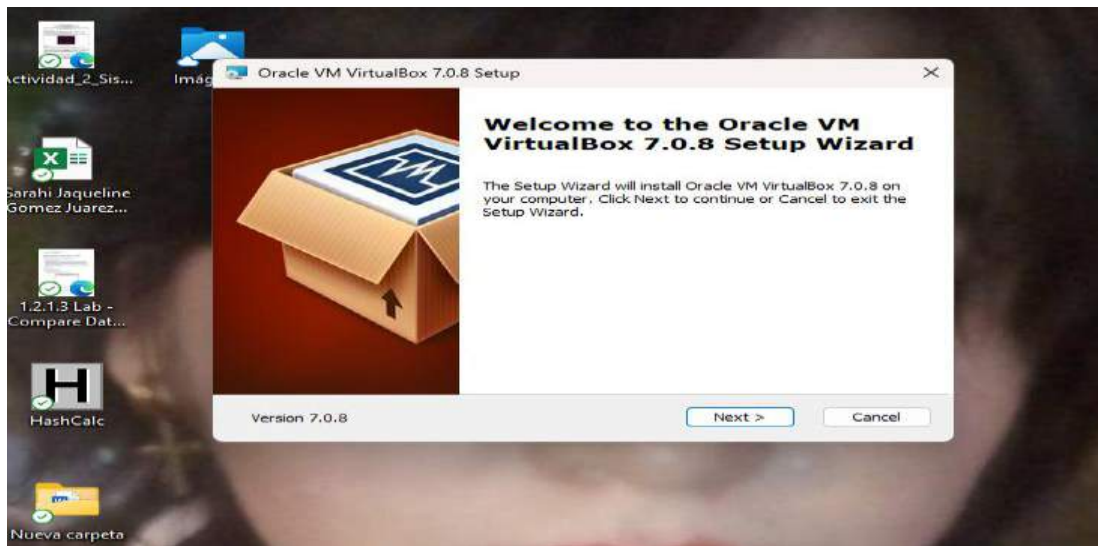 Actividad_2_Sis...
Imág
Oracle VM VirtualBox 7.0.8 Setup
Welcome to the Oracle VM
VirtualBox 7.0.8 Setup Wizard
The Setup Wizard will install Oracle VM VirtualBox 7.0.8 on
your computer. Click Next to continue or Cancel to exit the
Setup Wizard.
Sarahi Jaqueline
Gomez Juarez...
1.2.1.3 Lab -
Compare Dat...
HashCalc
Version 7.0.8
Next >
Cancel
Nueva carpeta